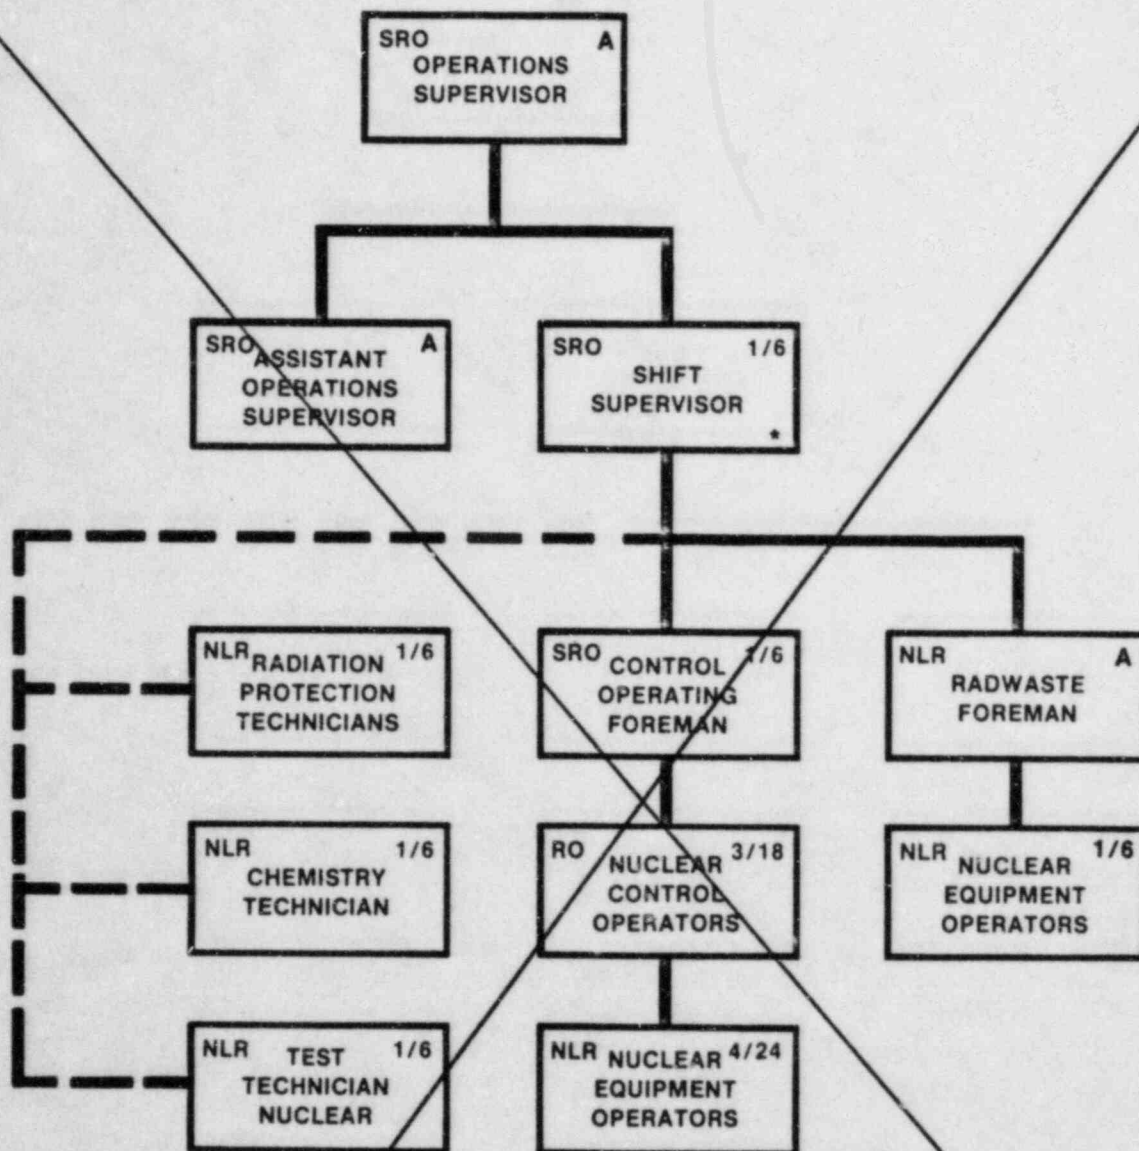 SRO A
OPERATIONS
SUPERVISOR
SRO A
ASSISTANT
OPERATIONS
SUPERVISOR
SRO 1/6
SHIFT
SUPERVISOR
*
NLR 1/6
RADIATION
PROTECTION
TECHNICIANS
SRO 1/6
CONTROL
OPERATING
FOREMAN
NLR A
RADWASTE
FOREMAN
NLR 1/6
CHEMISTRY
TECHNICIAN
RO 3/18
NUCLEAR
CONTROL
OPERATORS
NLR 1/6
NUCLEAR
EQUIPMENT
OPERATORS
NLR 1/6
TEST
TECHNICIAN
NUCLEAR
NLR 4/24
NUCLEAR
EQUIPMENT
OPERATORS